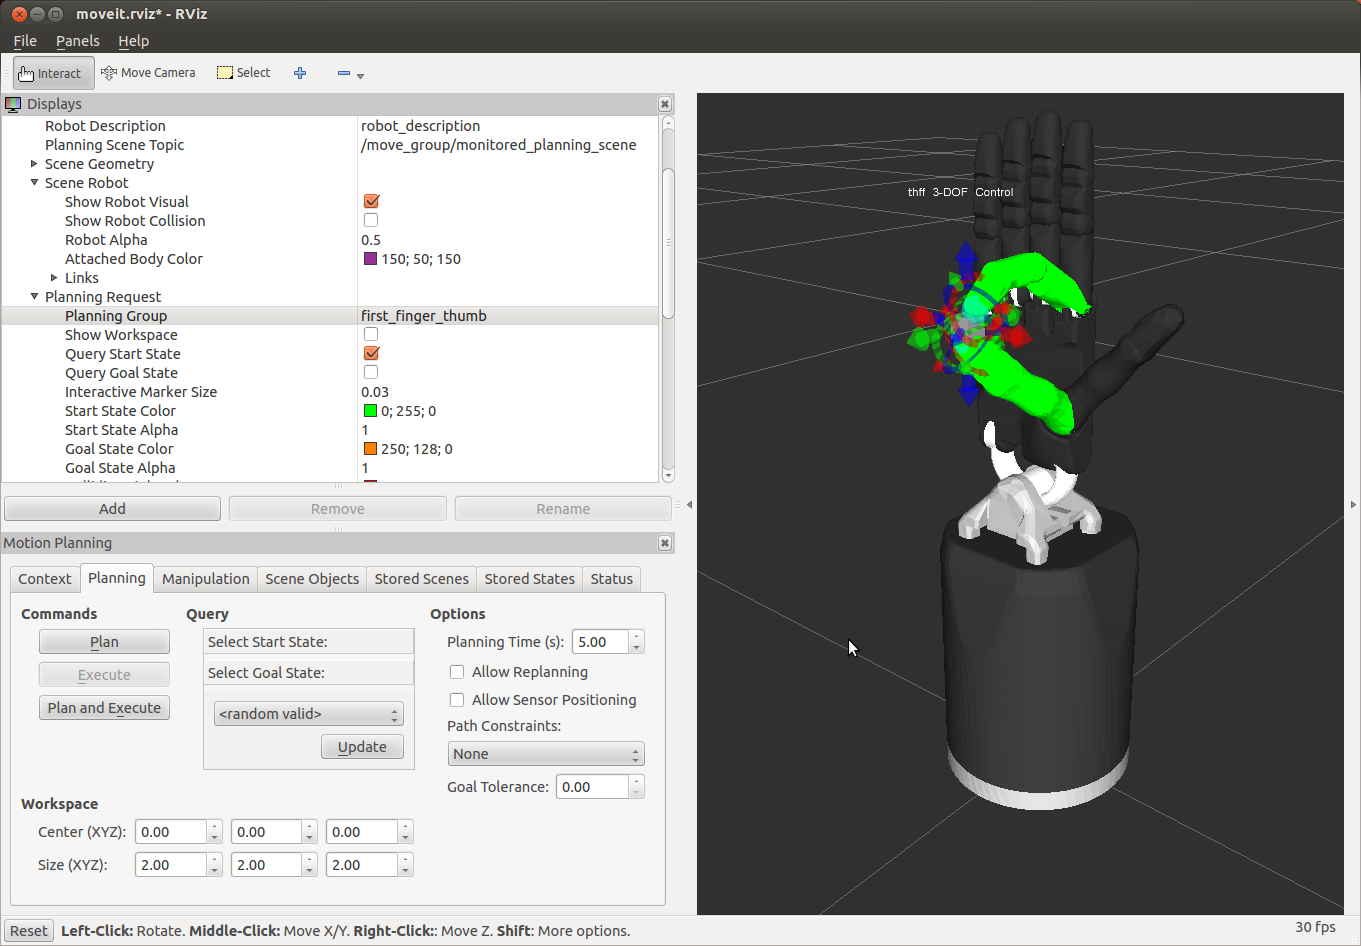 moveit.rviz* - RViz
File Panels Help
Interact Move Camera Select
Displays
Robot Description robot_description
Planning Scene Topic /move_group/monitored_planning_scene
Scene Geometry
Scene Robot
Show Robot Visual
Show Robot Collision
Robot Alpha 0.5
Attached Body Color 150; 50; 150
Links
Planning Request
Planning Group first_finger_thumb
Show Workspace
Query Start State
Query Goal State
Interactive Marker Size 0.03
Start State Color 0; 255; 0
Start State Alpha 1
Goal State Color 250; 128; 0
Goal State Alpha 1
Add Remove Rename
Motion Planning
Context Planning Manipulation Scene Objects Stored Scenes Stored States Status
Commands
Plan
Execute
Plan and Execute
Query
Select Start State:
Select Goal State:
<random valid>
Update
Options
Planning Time (s): 5.00
Allow Replanning
Allow Sensor Positioning
Path Constraints:
None
Goal Tolerance: 0.00
Workspace
Center (XYZ): 0.00 0.00 0.00
Size (XYZ): 2.00 2.00 2.00
thff 3-DOF Control
Reset Left-Click: Rotate. Middle-Click: Move X/Y. Right-Click:: Move Z. Shift: More options.
30 fps